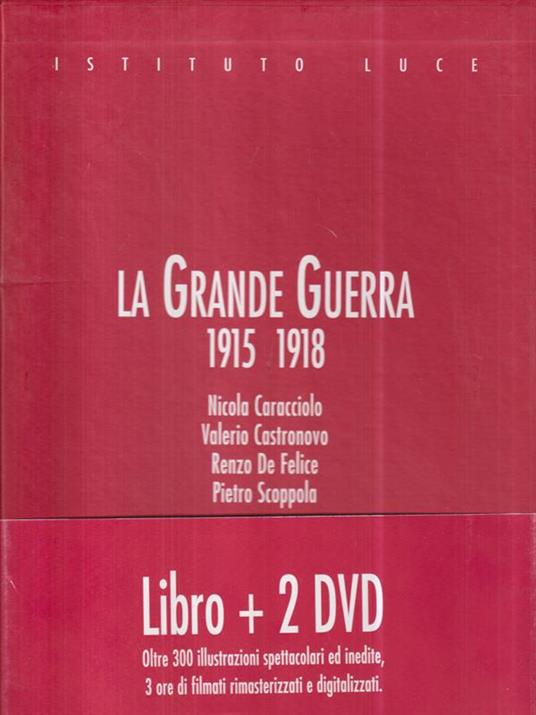 ISTITUTO LUCE
LA GRANDE GUERRA
1915 1918
Nicola Caracciolo
Valerio Castronovo
Renzo De Felice
Pietro Scoppola
Libro + 2 DVD
Oltre 300 illustrazioni spettacolari ed inedite,
3 ore di filmati rimasterizzati e digitalizzati.